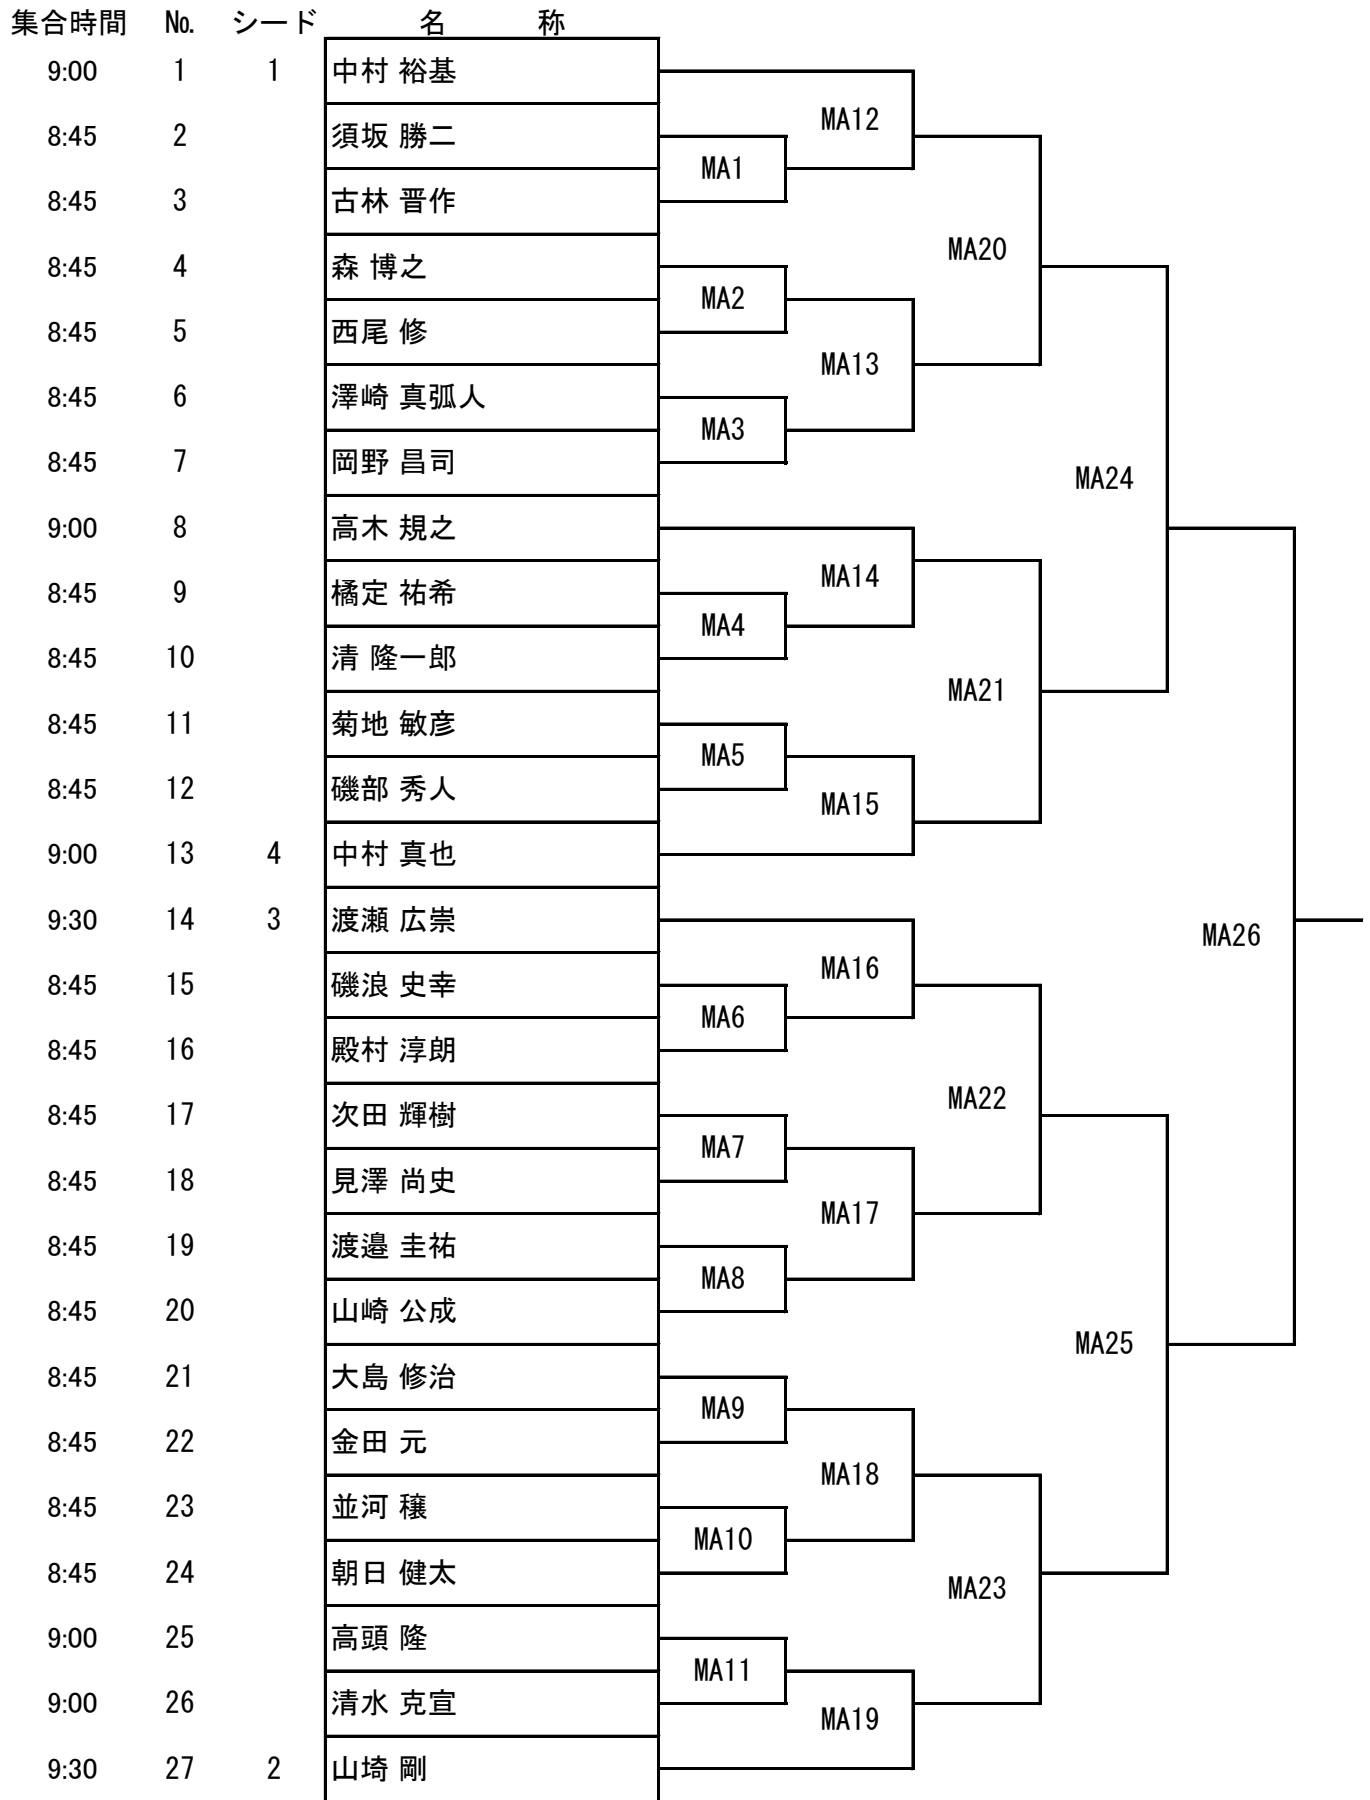 集合時間 № シード 名 称
9:00 1 1 中村 裕基
MA12
8:45 2 須坂 勝二
MA1
8:45 3 古林 晋作
MA20
8:45 4 森 博之
MA2
8:45 5 西尾 修
MA13
8:45 6 澤崎 真弧人
MA3
8:45 7 岡野 昌司
MA24
9:00 8 高木 規之
MA14
8:45 9 橘定 祐希
MA4
8:45 10 清 隆一郎
MA21
8:45 11 菊地 敏彦
MA5
8:45 12 磯部 秀人
MA15
9:00 13 4 中村 真也
9:30 14 3 渡瀬 広崇
MA26
MA16
8:45 15 磯浪 史幸
MA6
8:45 16 殿村 淳朗
MA22
8:45 17 次田 輝樹
MA7
8:45 18 見澤 尚史
MA17
8:45 19 渡邉 圭祐
MA8
8:45 20 山崎 公成
MA25
8:45 21 大島 修治
MA9
8:45 22 金田 元
MA18
8:45 23 並河 穣
MA10
8:45 24 朝日 健太
MA23
9:00 25 高頭 隆
MA11
9:00 26 清水 克宣
MA19
9:30 27 2 山埼 剛